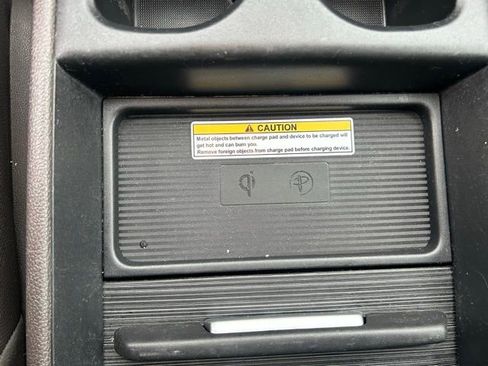 CAUTION
Metal objects between charge pad and device to be charged will
get hot and can burn you.
Remove foreign objects from charge pad before charging device.